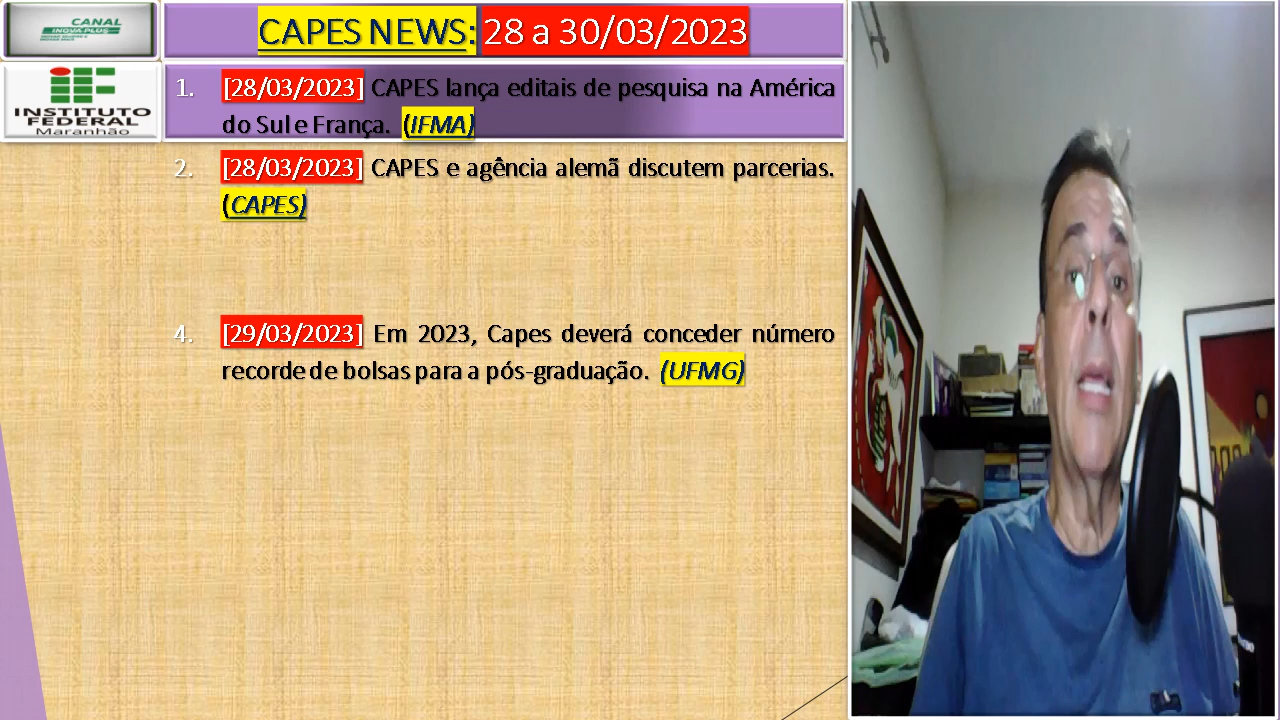 CANAL
INOVA PLUS
CAPES NEWS: 28 a 30/03/2023
INSTITUTO
FEDERAL
Maranhão
1. [28/03/2023] CAPES lança editais de pesquisa na América
do Sul e França. (IFMA)
2. [28/03/2023] CAPES e agência alemã discutem parcerias.
(CAPES)
4. [29/03/2023] Em 2023, Capes deverá conceder número
recorde de bolsas para a pós-graduação. (UFMG)